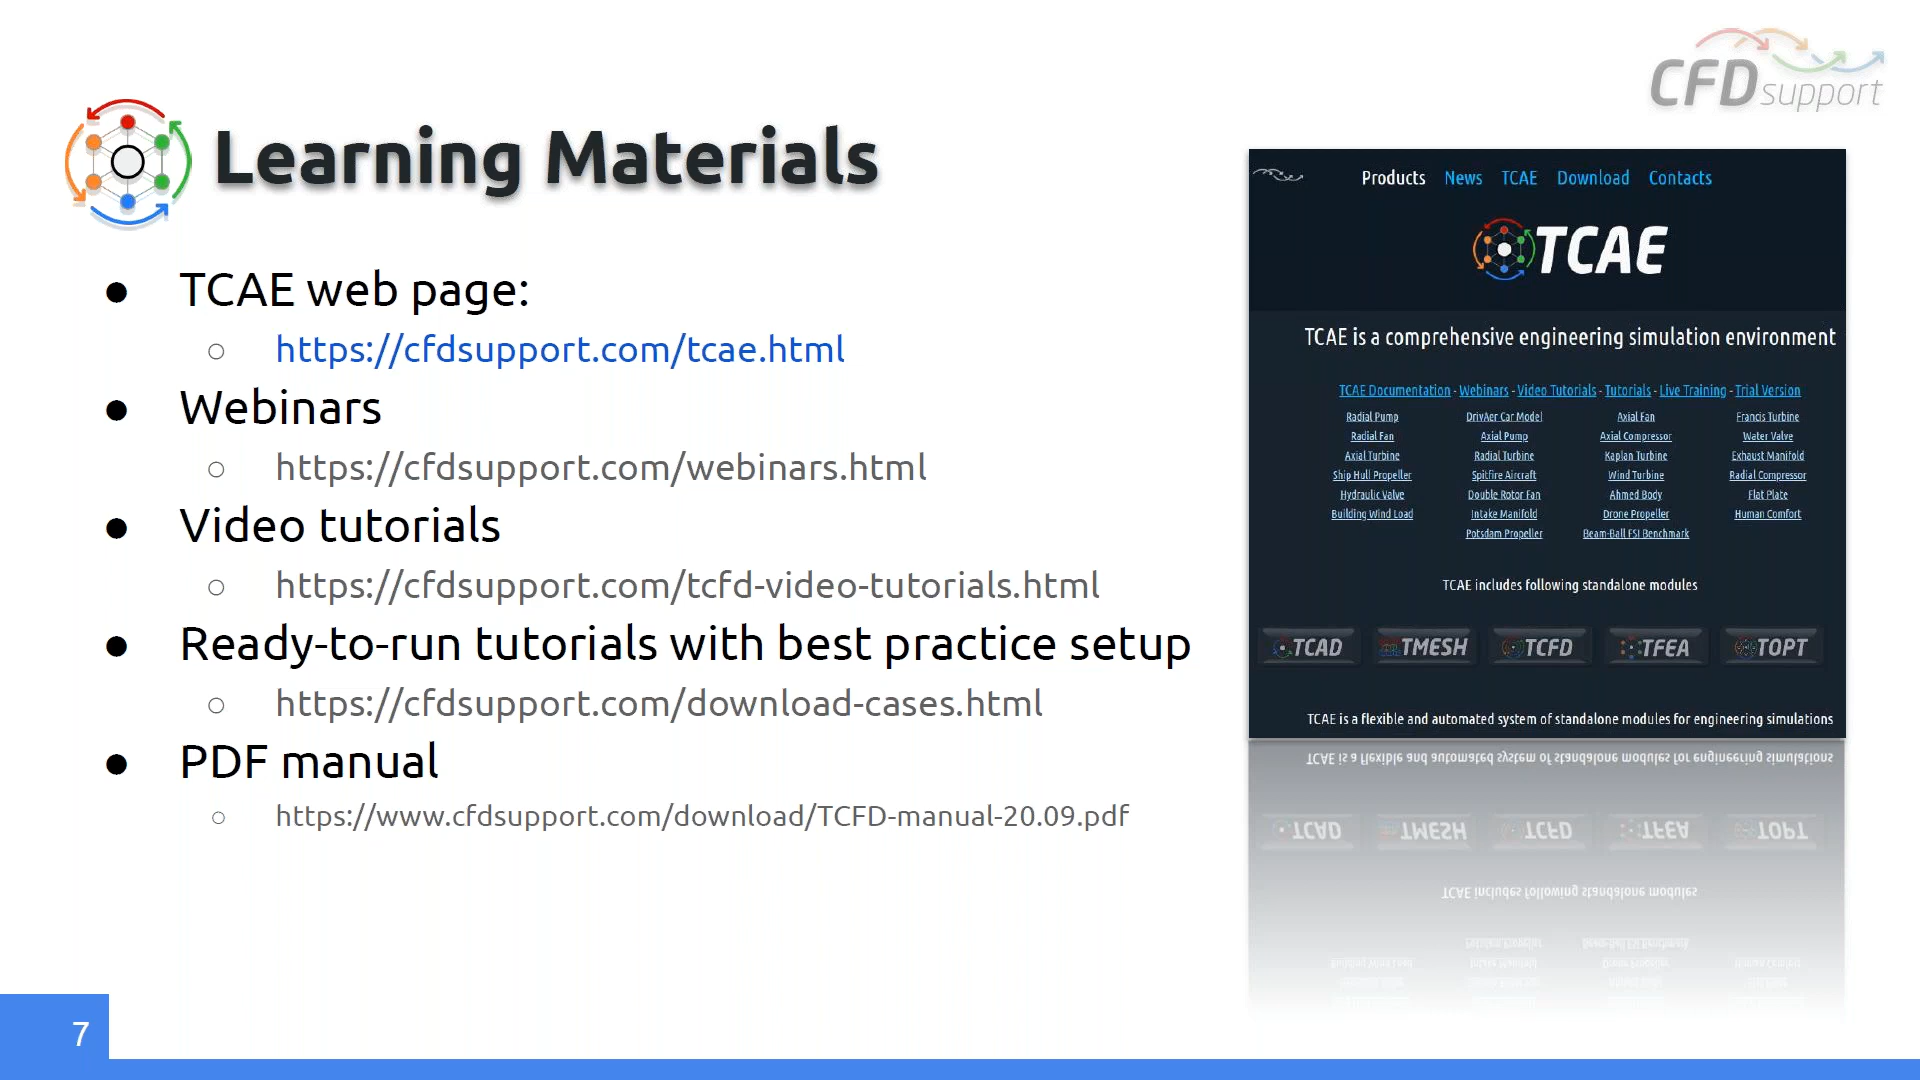 CFDsupport
Learning Materials
● TCAE web page:
○ https://cfdsupport.com/tcae.html
● Webinars
○ https://cfdsupport.com/webinars.html
● Video tutorials
○ https://cfdsupport.com/tcfd-video-tutorials.html
● Ready-to-run tutorials with best practice setup
○ https://cfdsupport.com/download-cases.html
● PDF manual
○ https://www.cfdsupport.com/download/TCFD-manual-20.09.pdf
Products News TCAE Download Contacts
TCAE
TCAE is a comprehensive engineering simulation environment
TCAE Documentation - Webinars - Video Tutorials - Tutorials - Live Training - Trial Version
Radial Pump DrivAer Car Model Axial Fan Francis Turbine
Radial Fan Axial Pump Axial Compressor Water Valve
Axial Turbine Radial Turbine Kaplan Turbine Exhaust Manifold
Ship Hull Propeller Spitfire Aircraft Wind Turbine Radial Compressor
Hydraulic Valve Double Rotor Fan Ahmed Body Flat Plate
Building Wind Load Intake Manifold Drone Propeller Human Comfort
Potsdam Propeller Beam-Ball FSI Benchmark
TCAE includes following standalone modules
TCAD TMESH TCFD TFEA TOPT
TCAE is a flexible and automated system of standalone modules for engineering simulations
7